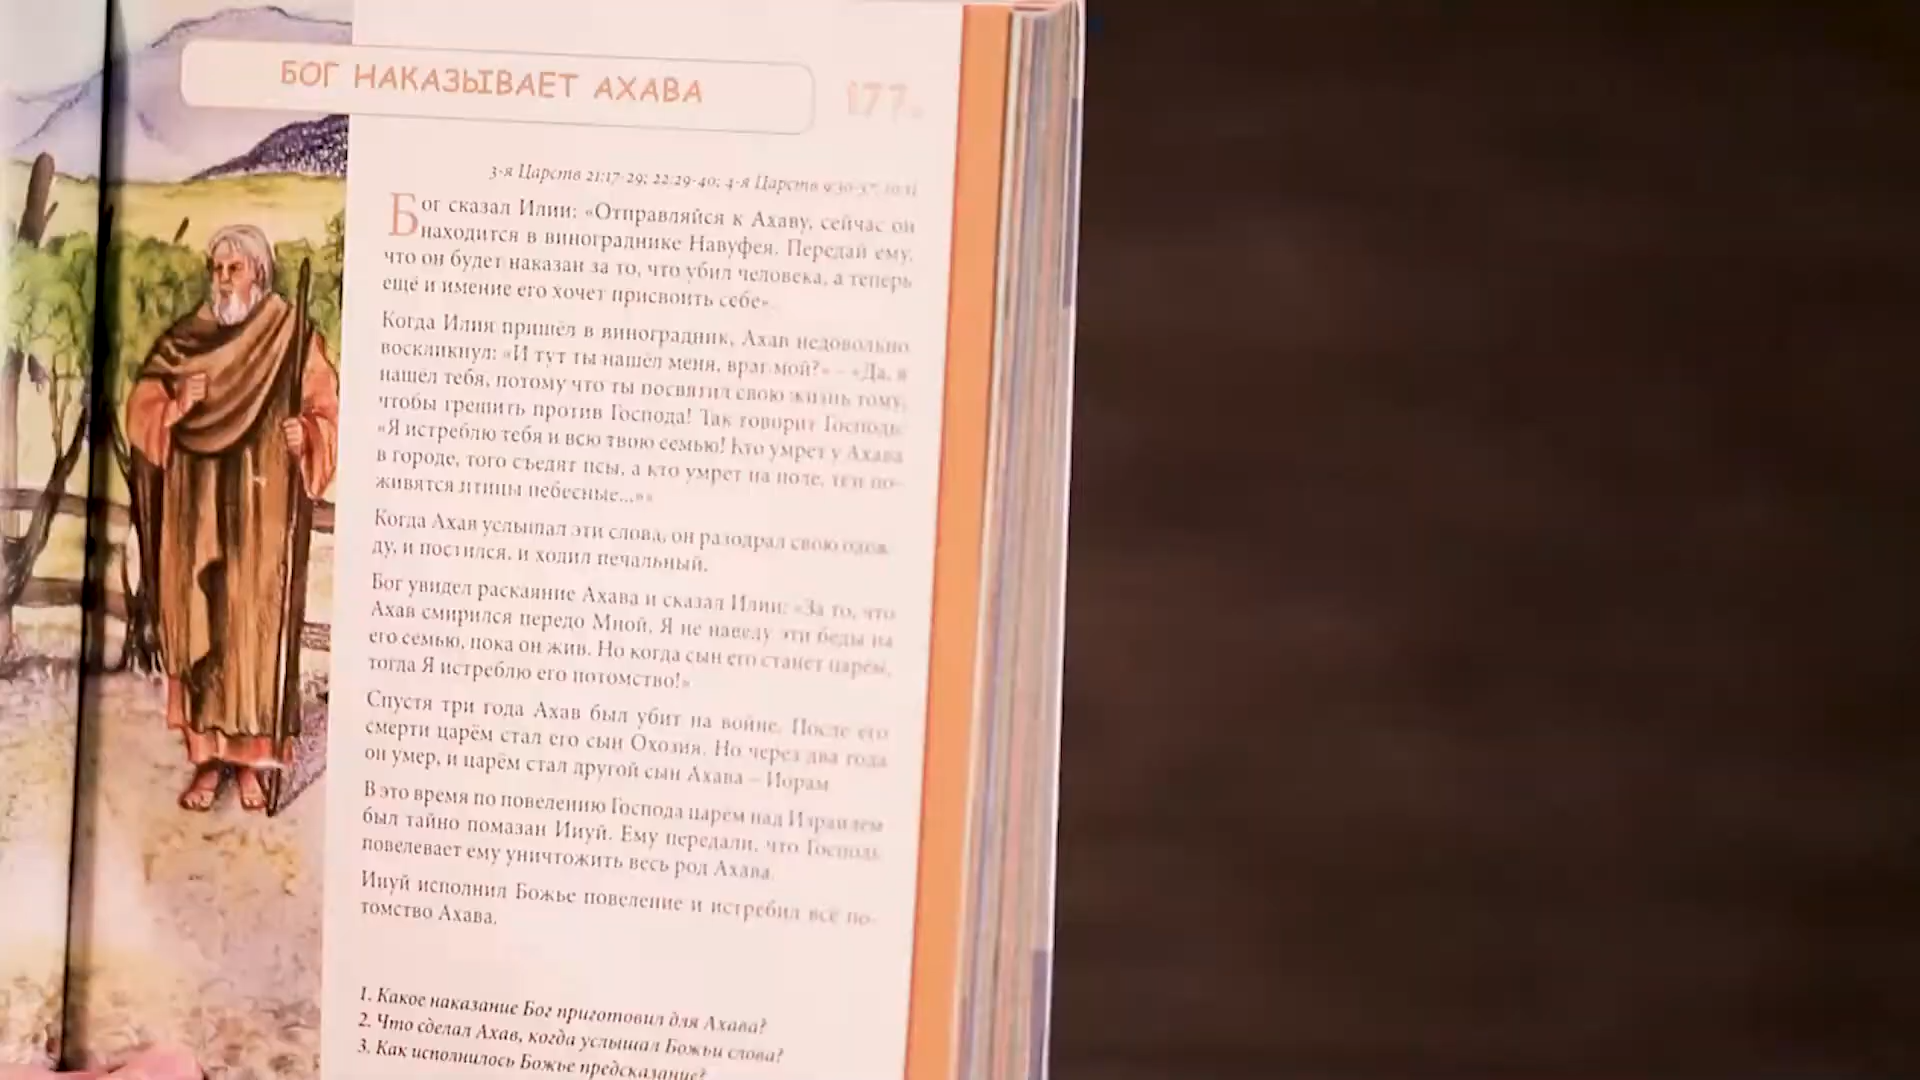 БОГ НАКАЗЫВАЕТ АХАВА
177.
3-я Царств 21:17-29; 22:29-40; 4-я Царств 9:30-37; 10:11
Бог сказал Илии: «Отправляйся к Ахаву, сейчас он
находится в винограднике Навуфея. Передай ему,
что он будет наказан за то, что убил человека, а теперь
ещё и имение его хочет присвоить себе».
Когда Илия пришёл в виноградник, Ахав недовольно
воскликнул: «И тут ты нашёл меня, враг мой?» – «Да, я
нашёл тебя, потому что ты посвятил свою жизнь тому,
чтобы грешить против Господа! Так говорит Господь:
«Я истреблю тебя и всю твою семью! Кто умрет у Ахава
в городе, того съедят псы, а кто умрет на поле, тем по-
живятся птицы небесные...»»
Когда Ахав услышал эти слова, он разодрал свою одеж
ду, и постился, и ходил печальный.
Бог увидел раскаяние Ахава и сказал Илии: «За то, что
Ахав смирился передо Мной, Я не наведу эти беды на
его семью, пока он жив. Но когда сын его станет царём,
тогда Я истреблю его потомство!»
Спустя три года Ахав был убит на войне. После его
смерти царём стал его сын Охозия. Но через два года
он умер, и царём стал другой сын Ахава – Иорам
В это время по повелению Господа царём над Израилем
был тайно помазан Ииуй. Ему передали, что Господь
повелевает ему уничтожить весь род Ахава.
Ииуй исполнил Божье повеление и истребил всё по-
томство Ахава.
1. Какое наказание Бог приготовил для Ахава?
2. Что сделал Ахав, когда услышал Божьи слова?
3. Как исполнилось Божье предсказание?